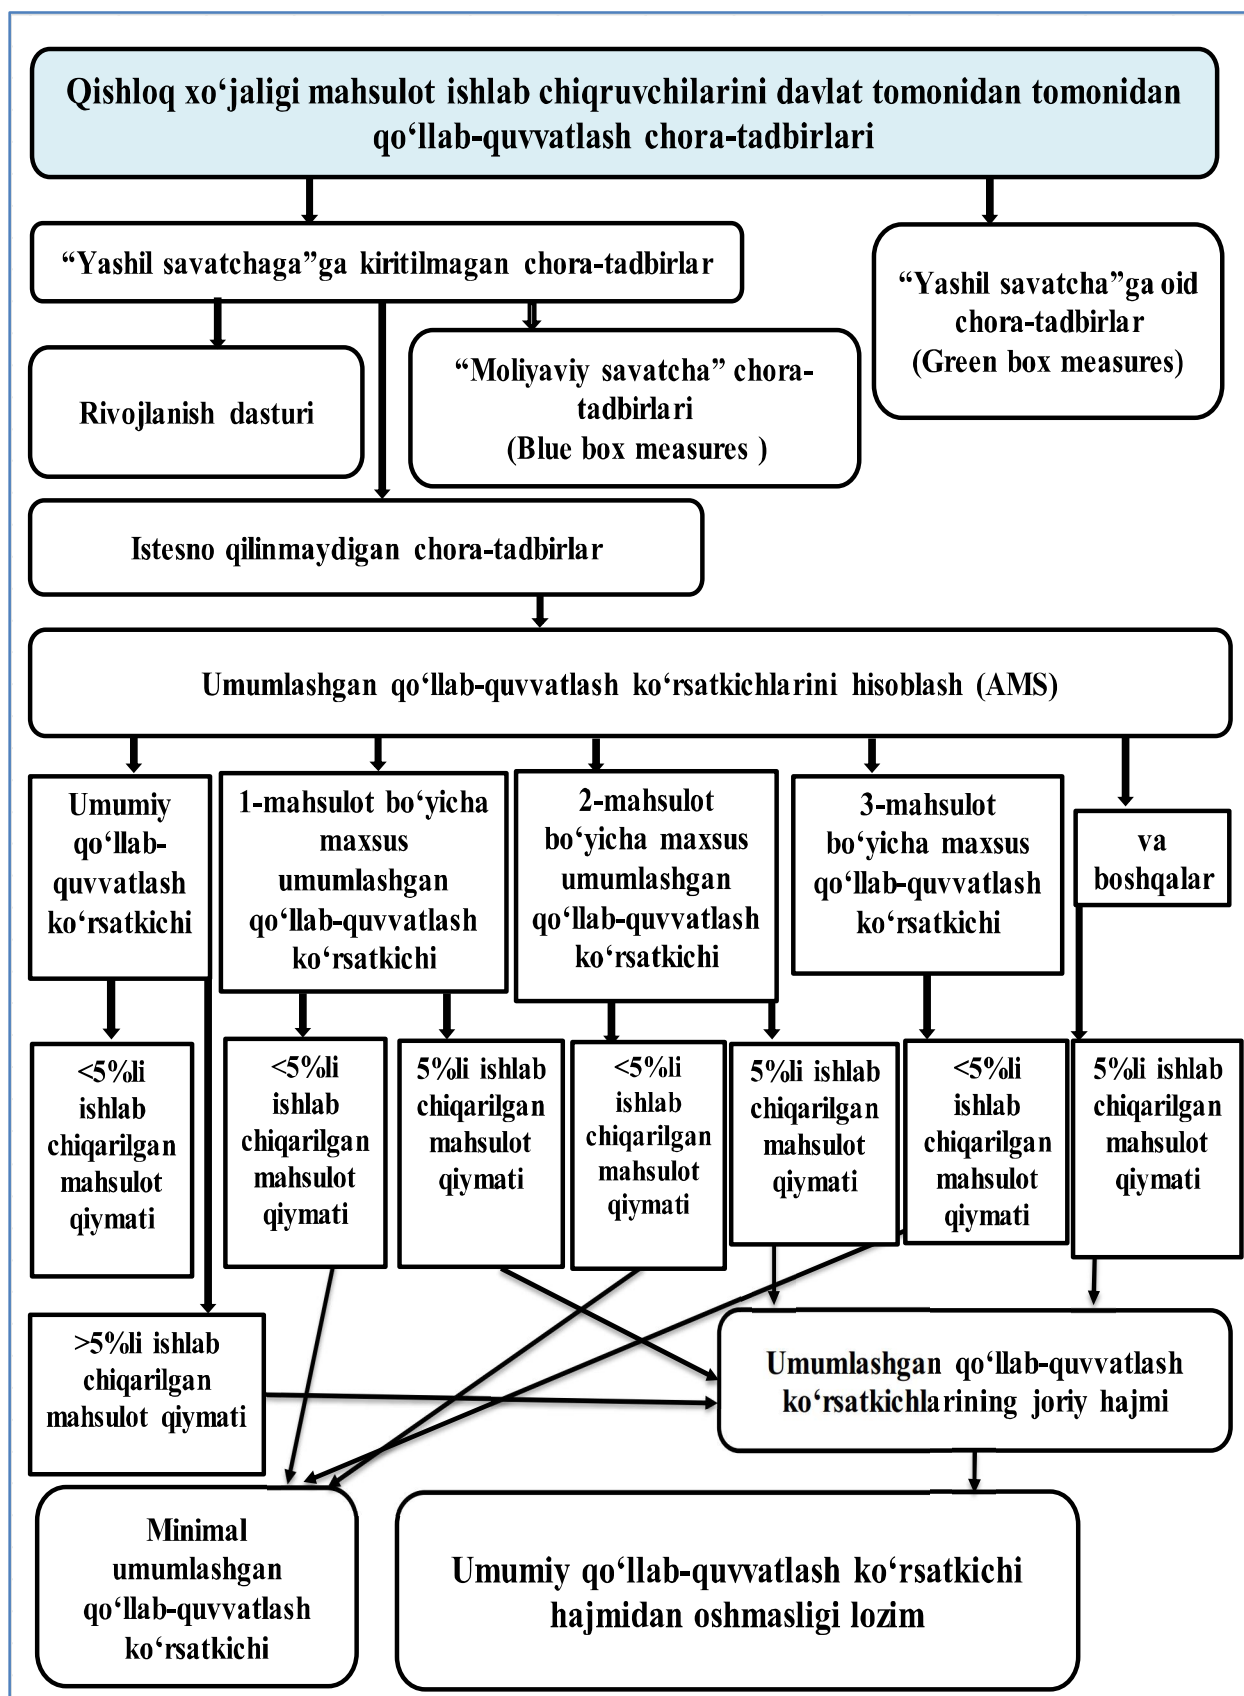 Qishloq xo‘jaligi mahsulot ishlab chiqruvchilarini davlat tomonidan tomonidan
qo‘llab-quvvatlash chora-tadbirlari
“Yashil savatchaga”ga kiritilmagan chora-tadbirlar
“Yashil savatcha”ga oid
chora-tadbirlar
(Green box measures)
Rivojlanish dasturi
“Moliyaviy savatcha” chora-
tadbirlari
(Blue box measures )
Istesno qilinmaydigan chora-tadbirlar
Umumlashgan qo‘llab-quvvatlash ko‘rsatkichlarini hisoblash (AMS)
Umumiy
qo‘llab-
quvvatlash
ko‘rsatkichi
1-mahsulot bo‘yicha
maxsus
umumlashgan
qo‘llab-quvvatlash
ko‘rsatkichi
2-mahsulot
bo‘yicha maxsus
umumlashgan
qo‘llab-quvvatlash
ko‘rsatkichi
3-mahsulot
bo‘yicha maxsus
qo‘llab-quvvatlash
ko‘rsatkichi
va
boshqalar
<5%li
ishlab
chiqarilgan
mahsulot
qiymati
<5%li
ishlab
chiqarilgan
mahsulot
qiymati
5%li ishlab
chiqarilgan
mahsulot
qiymati
<5%li
ishlab
chiqarilgan
mahsulot
qiymati
5%li ishlab
chiqarilgan
mahsulot
qiymati
<5%li
ishlab
chiqarilgan
mahsulot
qiymati
5%li ishlab
chiqarilgan
mahsulot
qiymati
>5%li ishlab
chiqarilgan
mahsulot qiymati
Umumlashgan qo‘llab-quvvatlash
ko‘rsatkichlarining joriy hajmi
Minimal
umumlashgan
qo‘llab-quvvatlash
ko‘rsatkichi
Umumiy qo‘llab-quvvatlash ko‘rsatkichi
hajmidan oshmasligi lozim